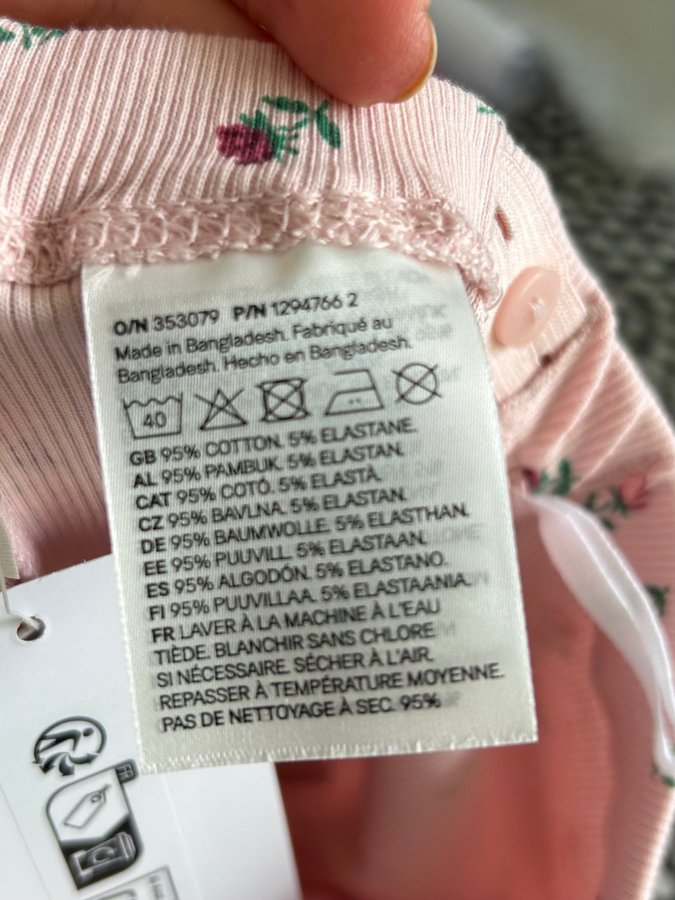 O/N 353079 P/N 1294766 2
Made in Bangladesh. Fabriqué au
Bangladesh. Hecho en Bangladesh.
40
GB 95% COTTON. 5% ELASTANE.
AL 95% PAMBUK. 5% ELASTAN.
CAT 95% COTÓ. 5% ELASTÀ.
CZ 95% BAVLNA. 5% ELASTAN.
DE 95% BAUMWOLLE. 5% ELASTHAN.
EE 95% PUUVILL. 5% ELASTAAN.
ES 95% ALGODÓN. 5% ELASTANO.
FI 95% PUUVILLAA. 5% ELASTAANIA.
FR LAVER À LA MACHINE À L'EAU
TIÈDE. BLANCHIR SANS CHLORE
SI NÉCESSAIRE. SÉCHER À L'AIR.
REPASSER À TEMPÉRATURE MOYENNE.
PAS DE NETTOYAGE À SEC. 95%
FR